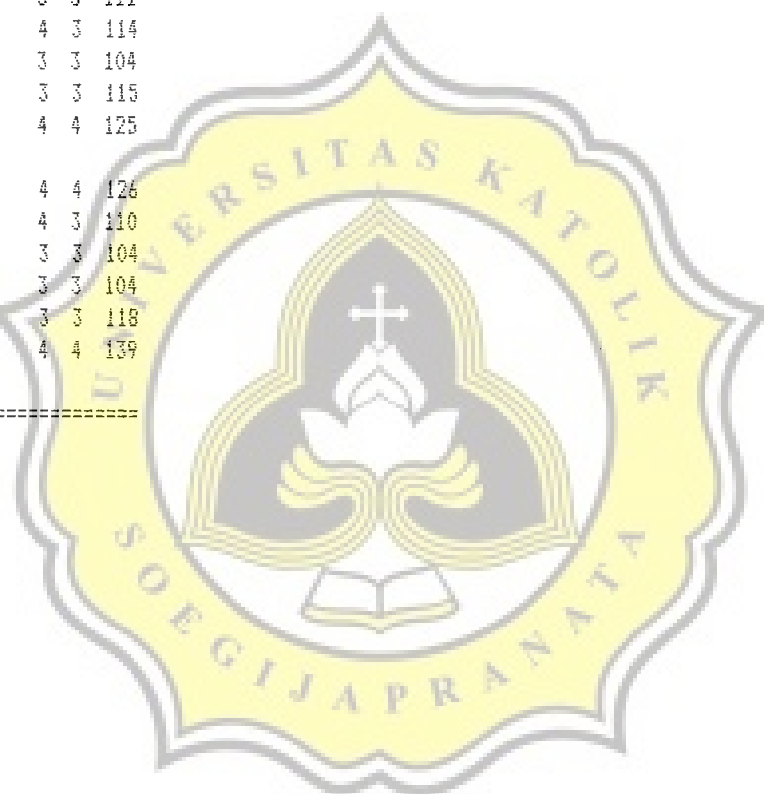 4 3 114
3 3 104
3 3 115
4 4 125
4 4 126
4 3 110
3 3 104
3 3 104
3 3 118
4 4 139
==============
UNIVERSITAS KATOLIK
SOEGIJAPRANATA